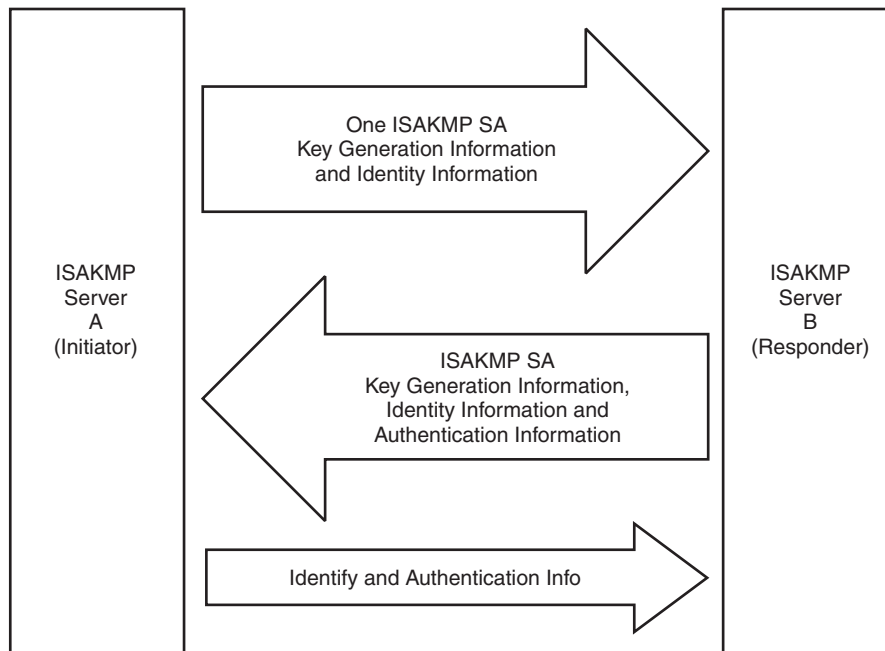 One ISAKMP SA
Key Generation Information
and Identity Information
ISAKMP
Server
A
(Initiator)
ISAKMP
Server
B
(Responder)
ISAKMP SA
Key Generation Information,
Identity Information and
Authentication Information
Identify and Authentication Info